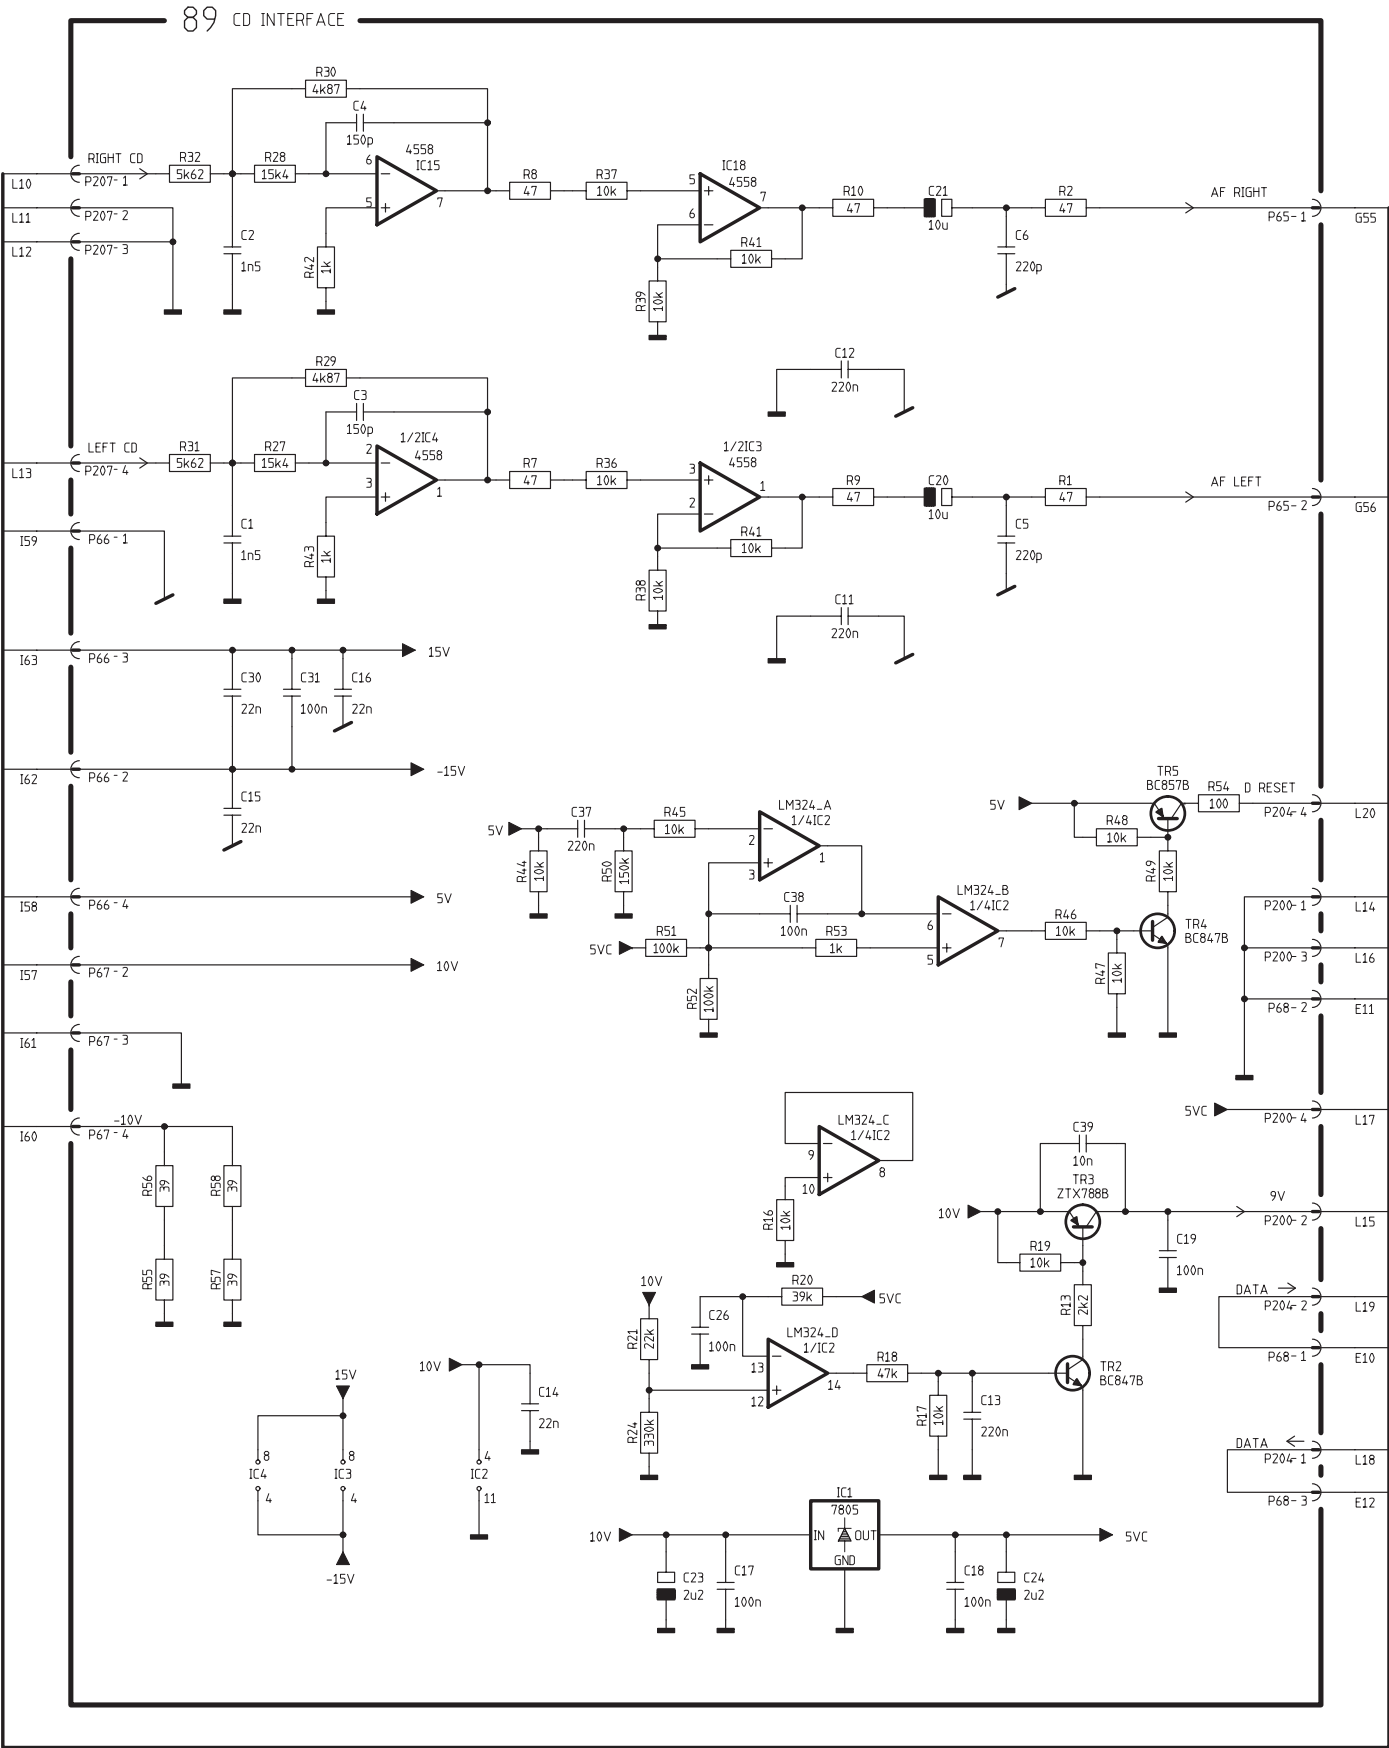 89 CD INTERFACE
R30
4k87
C4
150p
4558
IC15
RIGHT CD
L10
P207-1
R32
5k62
R28
15k4
6
5
7
R8
47
R37
10k
IC18
4558
5
6
7
R10
47
C21
10u
R2
47
AF RIGHT
P65-1
G55
L11
P207-2
L12
P207-3
C2
1n5
R42
1k
R41
10k
R39
10k
C6
220p
R29
4k87
C3
150p
C12
220n
LEFT CD
L13
P207-4
R31
5k62
R27
15k4
1/2IC4
4558
2
3
1
R7
47
R36
10k
1/2IC3
4558
3
2
1
R9
47
C20
10u
R1
47
AF LEFT
P65-2
G56
I59
P66-1
C1
1n5
R43
1k
R41
10k
R38
10k
C5
220p
C11
220n
I63
P66-3
15V
C30
22n
C31
100n
C16
22n
I62
P66-2
-15V
C15
22n
5V
R44
10k
C37
220n
R50
150k
R45
10k
LM324_A
1/4IC2
2
3
1
5V
TR5
BC857B
R54
100
D RESET
P204-4
L20
R48
10k
R49
10k
I58
P66-4
5V
C38
100n
LM324_B
1/4IC2
6
5
7
R46
10k
TR4
BC847B
P200-1
L14
5VC
R51
100k
R53
1k
R52
100k
R47
10k
P200-3
L16
I57
P67-2
10V
P68-2
E11
I61
P67-3
5VC
P200-4
L17
I60
-10V
P67-4
R56
39
R58
39
R55
39
R57
39
LM324_C
1/4IC2
9
10
8
R16
10k
C39
10n
TR3
ZTX788B
10V
9V
P200-2
L15
R19
10k
C19
100n
R13
2k2
10V
R21
22k
C26
100n
R20
39k
5VC
DATA
P204-2
L19
LM324_D
1/IC2
13
12
14
R24
330k
R18
47k
R17
10k
C13
220n
TR2
BC847B
P68-1
E10
15V
10V
C14
22n
8
IC4
4
8
IC3
4
-15V
4
IC2
11
DATA
P204-1
L18
P68-3
E12
10V
IC1
7805
IN
OUT
GND
5VC
C23
2u2
C17
100n
C18
100n
C24
2u2